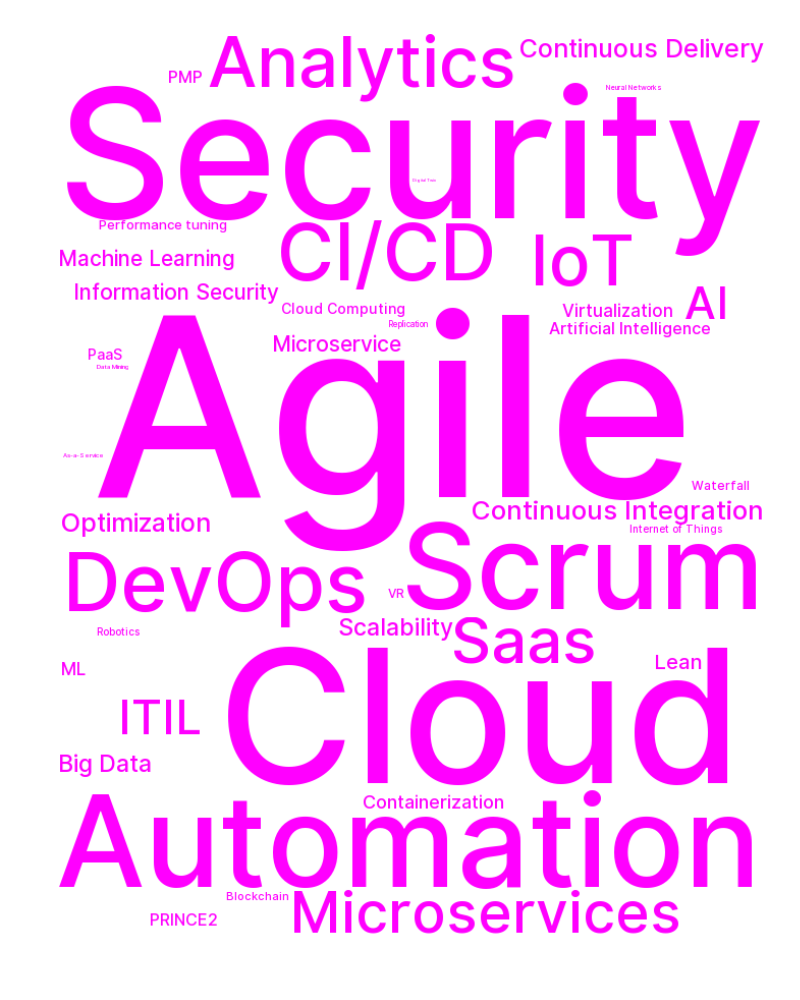 Analytics
Continuous Delivery
PMP
Neural Networks
Security
Performance tuning
CI/CD
IoT
Machine Learning
Information Security
AI
Cloud Computing
Virtualization
Replication
Artificial Intelligence
Microservice
PaaS
Data Mining
Agile
Waterfall
Continuous Integration
Optimization
Internet of Things
Scrum
DevOps
VR
Robotics
Scalability
Saas
Lean
ML
Cloud
ITIL
Big Data
Containerization
Automation
Blockchain
Microservices
PRINCE2